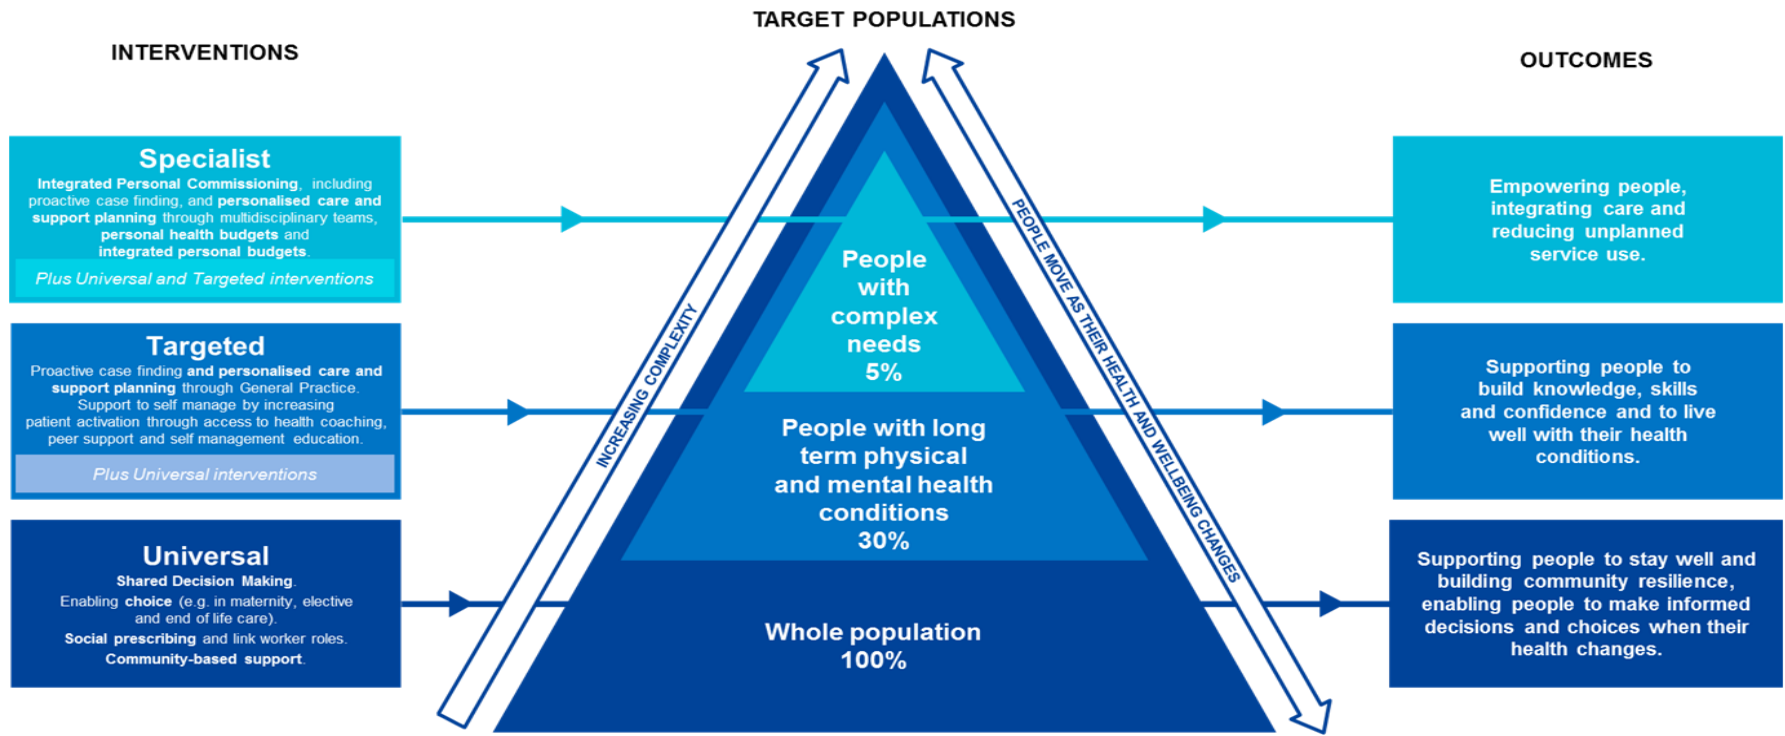 TARGET POPULATIONS
INTERVENTIONS
OUTCOMES
Specialist
Integrated Personal Commissioning, including
proactive case finding, and personalised care and
support planning through multidisciplinary teams,
personal health budgets and
integrated personal budgets.
Plus Universal and Targeted interventions
Targeted
Proactive case finding and personalised care and
support planning through General Practice.
Support to self manage by increasing
patient activation through access to health coaching,
peer support and self management education.
Plus Universal interventions
Universal
Shared Decision Making.
Enabling choice (e.g. in maternity, elective
and end of life care).
Social prescribing and link worker roles.
Community-based support.
INCREASING COMPLEXITY
People
with
complex
needs
5%
People with long
term physical
and mental health
conditions
30%
Whole population
100%
PEOPLE MOVE AS THEIR HEALTH AND WELLBEING CHANGES
Empowering people,
integrating care and
reducing unplanned
service use.
Supporting people to
build knowledge, skills
and confidence and to live
well with their health
conditions.
Supporting people to stay well and
building community resilience,
enabling people to make informed
decisions and choices when their
health changes.